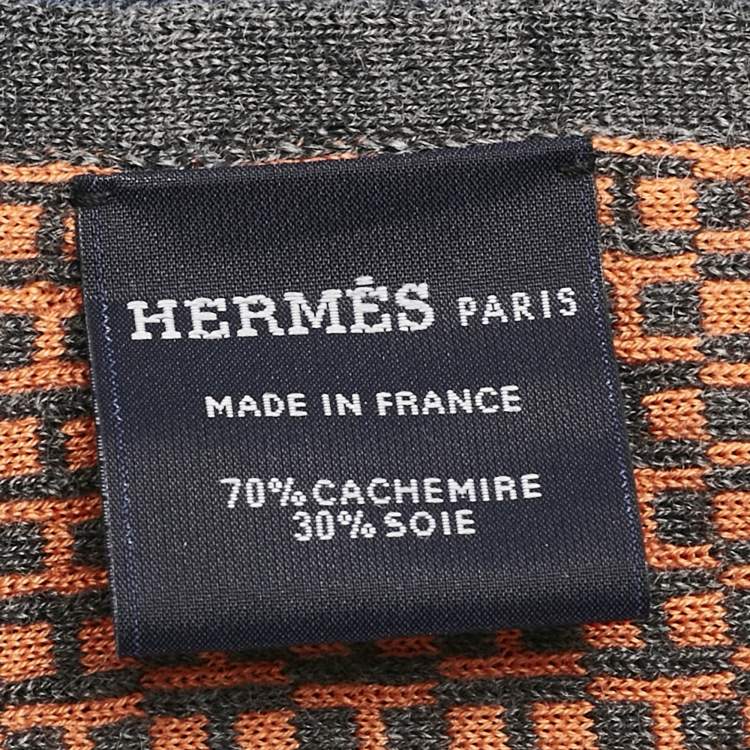 HERMÈS PARIS
MADE IN FRANCE
70% CACHEMIRE
30% SOIE